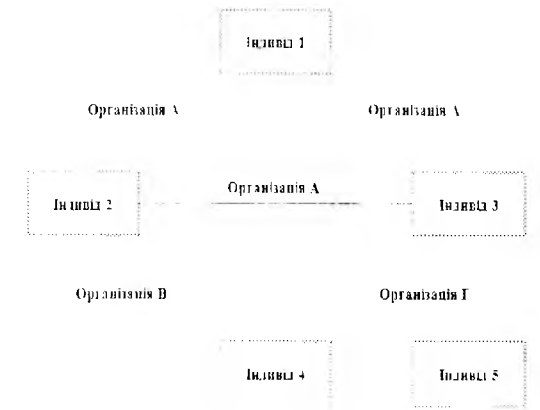 Індивід 1
Організація А
Організація А
Організація А
Індивід 2
Індивід 3
Організація В
Організація Г
Індивід 4
Індивід 5